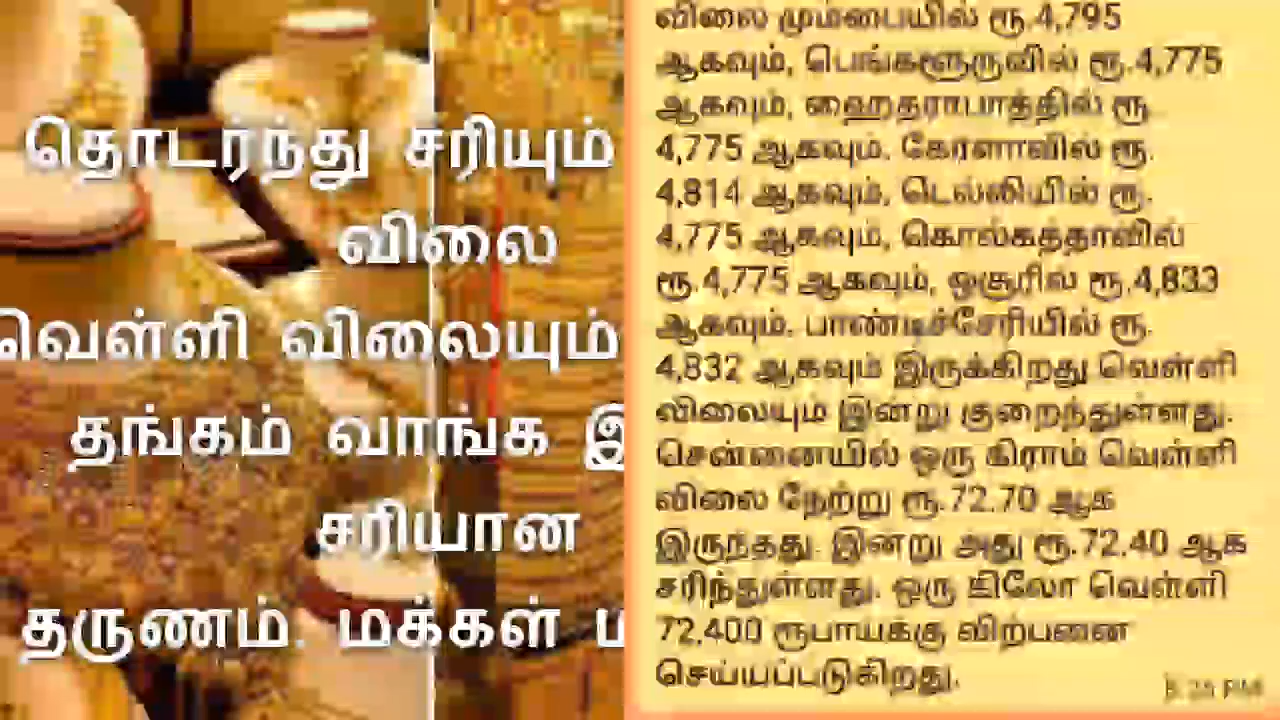 தொடரந்து சரியும்
விலை
வெள்ளி விலையும்
தங்கம் வாங்க இ
சரியான
தருணம். மக்கள் ம
விலை மும்பையில் ரூ.4,795
ஆகவும், பெங்களூருவில் ரூ.4,775
ஆகவும், ஹைதராபாத்தில் ரூ.
4,775 ஆகவும், கேரளாவில் ரூ.
4,814 ஆகவும், டெல்லியில் ரூ.
4,775 ஆகவும், கொல்கத்தாவில்
ரூ.4,775 ஆகவும், ஒசூரில் ரூ.4,833
ஆகவும், பாண்டிச்சேரியில் ரூ.
4,832 ஆகவும் இருக்கிறது வெள்ளி
விலையும் இன்று குறைந்துள்ளது.
சென்னையில் ஒரு கிராம் வெள்ளி
விலை நேற்று ரூ.72.70 ஆக
இருந்தது. இன்று அது ரூ.72.40 ஆக
சரிந்துள்ளது. ஒரு கிலோ வெள்ளி
72,400 ரூபாய்க்கு விற்பனை
செய்யப்படுகிறது.